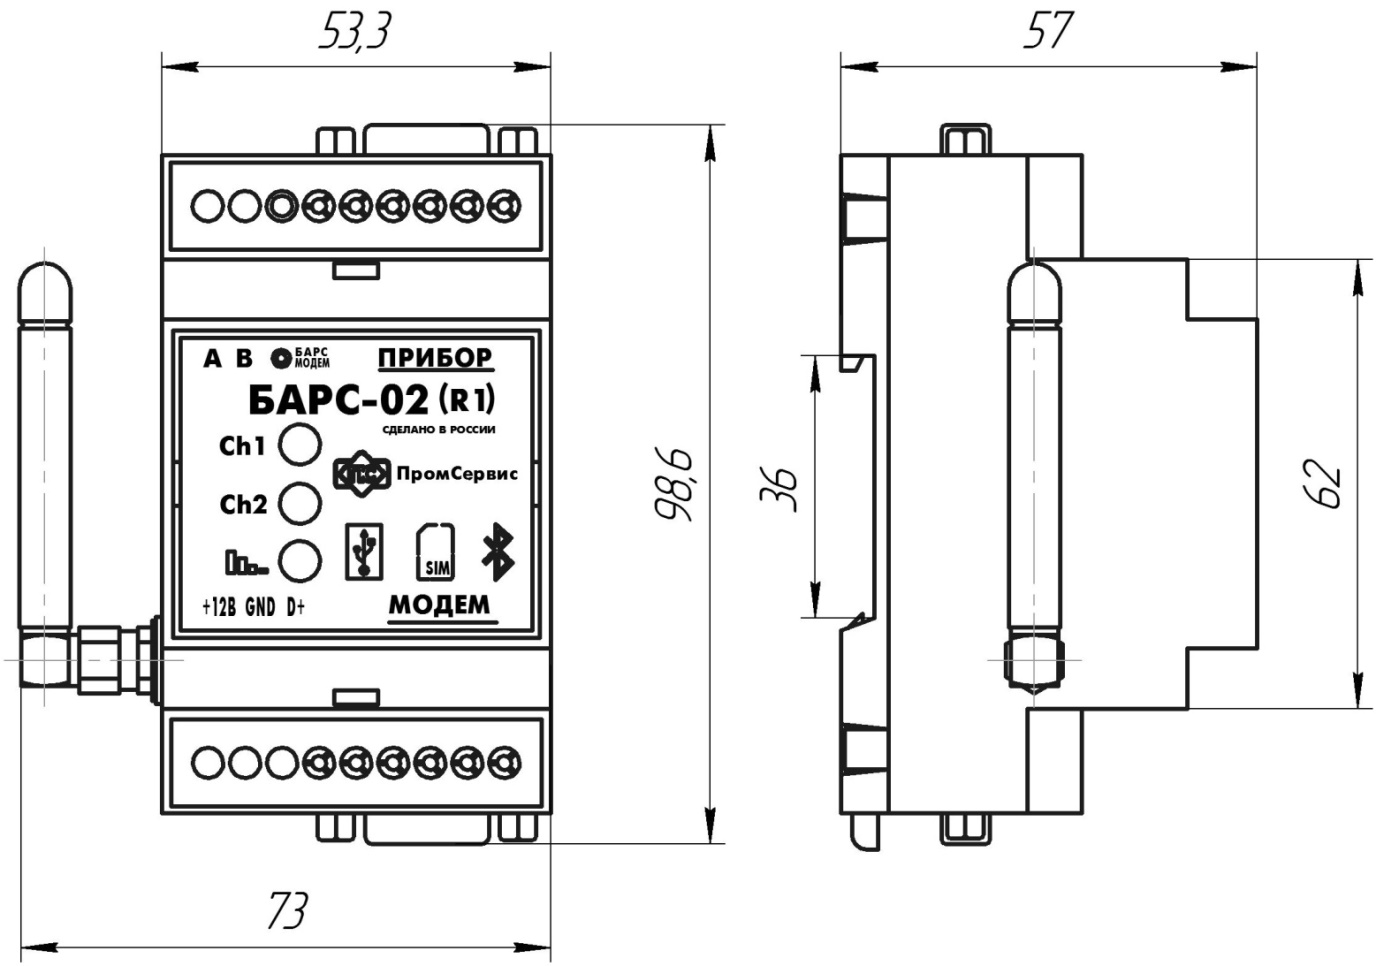 53,3
57
А В БАРС МОДЕМ ПРИБОР
БАРС-02 (R1)
СДЕЛАНО В РОССИИ
Ch1
ПС ПромСервис
Ch2
SIM
+12В GND D+ МОДЕМ
98,6
36
62
73